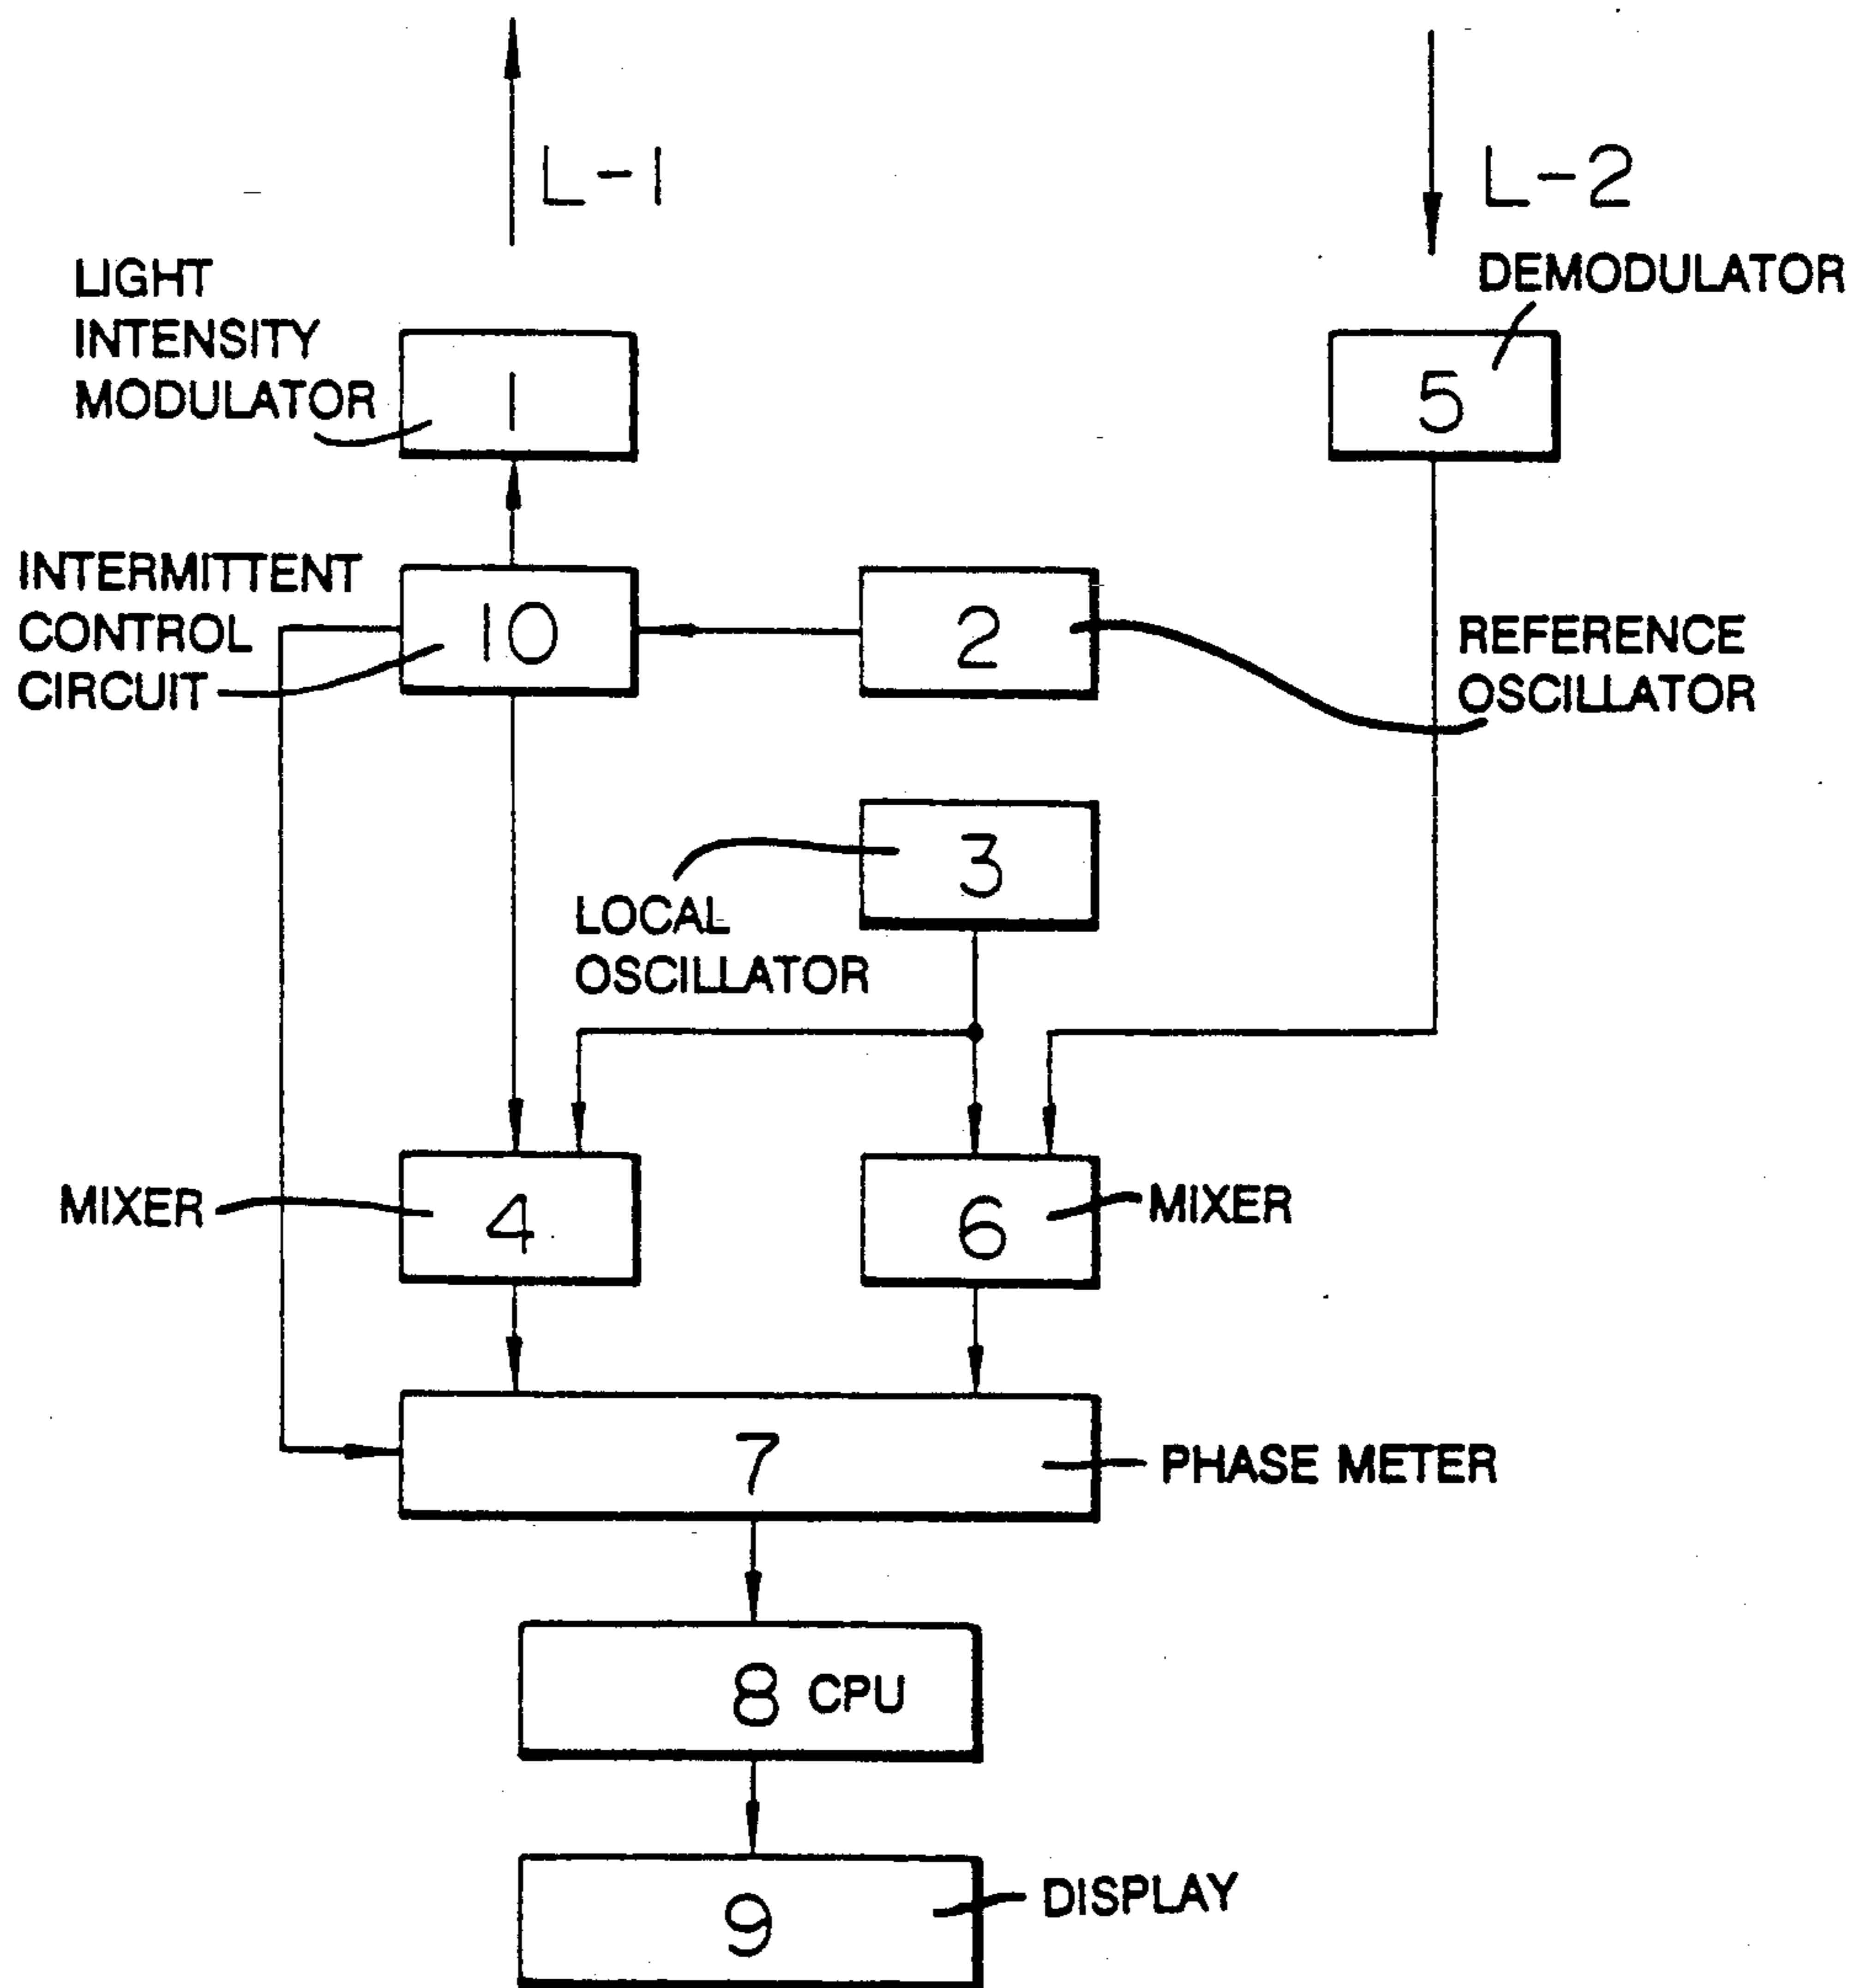 L-1
L-2
LIGHT
INTENSITY
MODULATOR
DEMODULATOR
1
5
INTERMITTENT
CONTROL
CIRCUIT
10
2
REFERENCE
OSCILLATOR
3
LOCAL
OSCILLATOR
MIXER
4
6
MIXER
7
PHASE METER
8 CPU
9
DISPLAY